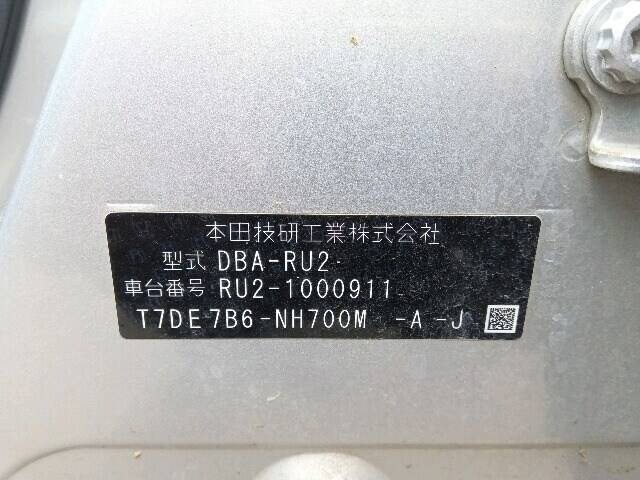 本田技研工業株式会社
型式 DBA-RU2
車台番号 RU2-1000911
T7DE7B6-NH700M -A -J